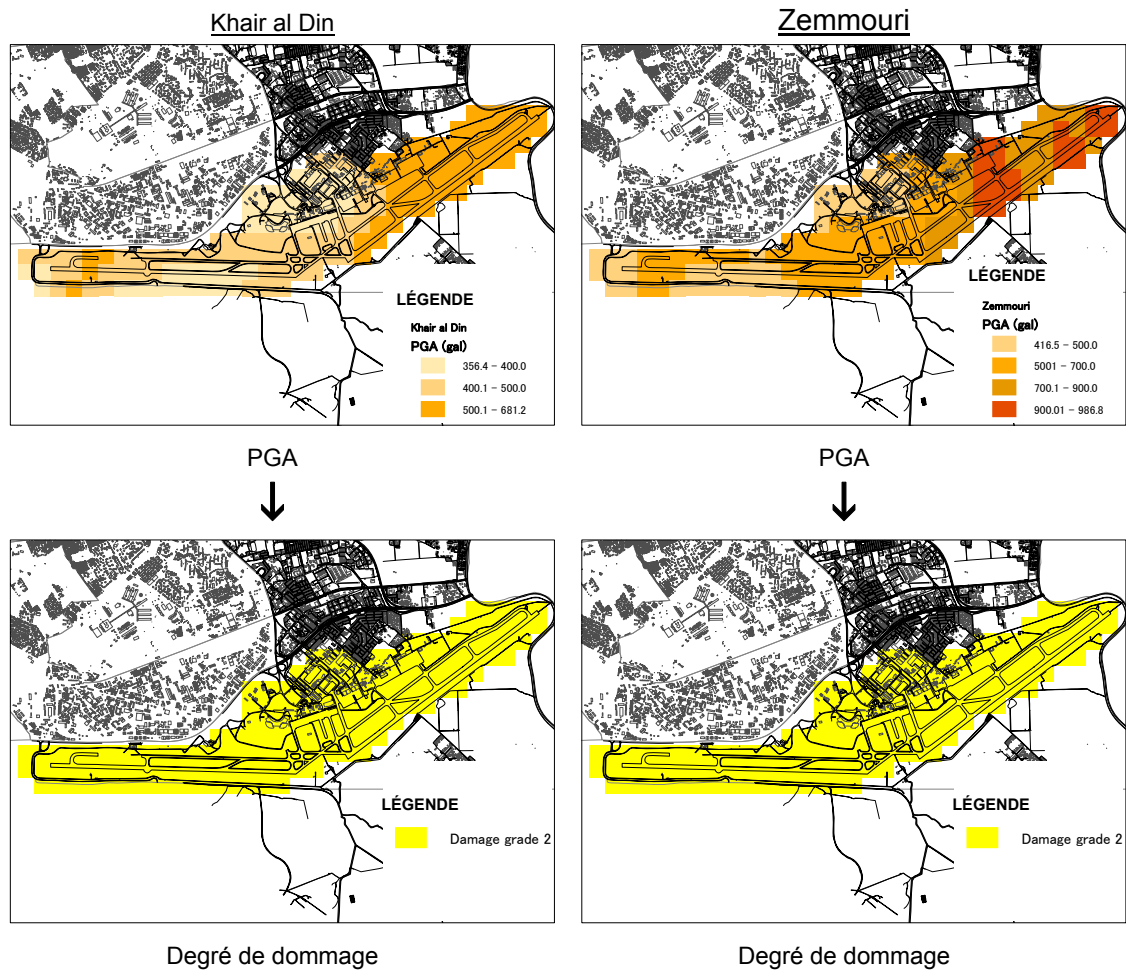 Khair al Din
Zemmouri
LÉGENDE
Khair al Din
PGA (gal)
356.4 – 400.0
400.1 – 500.0
500.1 – 681.2
LÉGENDE
Zemmouri
PGA (gal)
416.5 – 500.0
5001 – 700.0
700.1 – 900.0
900.01 – 986.8
PGA
PGA
LÉGENDE
Damage grade 2
LÉGENDE
Damage grade 2
Degré de dommage
Degré de dommage